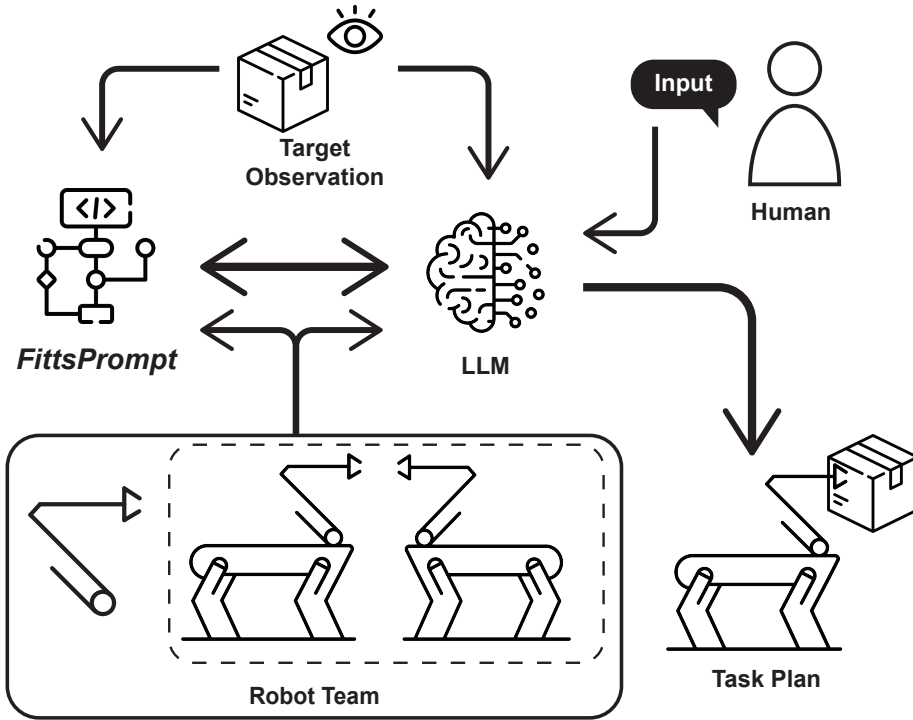 Input
Target
Observation
Human
</>
FittsPrompt
LLM
Robot Team
Task Plan